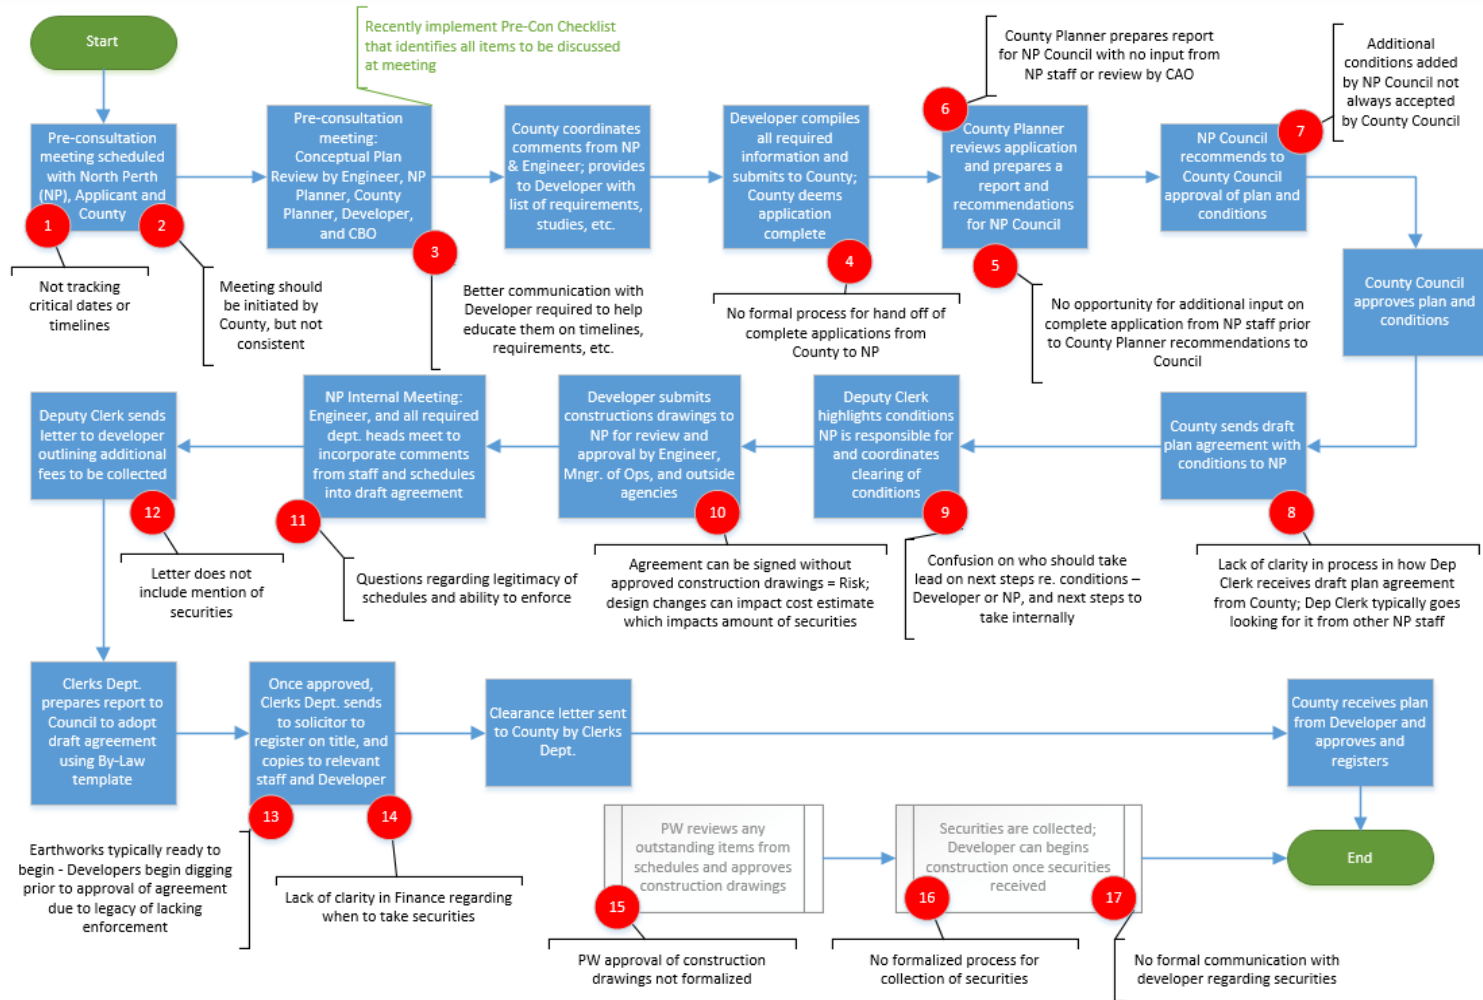 Start
Recently implement Pre-Con Checklist
that identifies all items to be discussed
at meeting
Pre-consultation
meeting scheduled
with North Perth
(NP), Applicant and
County
1
Not tracking
critical dates or
timelines
2
Meeting should
be initiated by
County, but not
consistent
Pre-consultation
meeting:
Conceptual Plan
Review by Engineer, NP
Planner, County
Planner, Developer,
and CBO
3
Better communication with
Developer required to help
educate them on timelines,
requirements, etc.
County coordinates
comments from NP
& Engineer; provides
to Developer with
list of requirements,
studies, etc.
Developer compiles
all required
information and
submits to County;
County deems
application
complete
4
No formal process for hand off of
complete applications from
County to NP
County Planner prepares report
for NP Council with no input from
NP staff or review by CAO
6
County Planner
reviews application
and prepares a
report and
recommendations
for NP Council
5
No opportunity for additional input on
complete application from NP staff prior
to County Planner recommendations to
Council
Additional
conditions added
by NP Council not
always accepted
by County Council
7
NP Council
recommends to
County Council
approval of plan and
conditions
County Council
approves plan and
conditions
County sends draft
plan agreement with
conditions to NP
8
Lack of clarity in process in how Dep
Clerk receives draft plan agreement
from County; Dep Clerk typically goes
looking for it from other NP staff
Deputy Clerk
highlights conditions
NP is responsible for
and coordinates
clearing of
conditions
9
Confusion on who should take
lead on next steps re. conditions –
Developer or NP, and next steps to
take internally
Developer submits
constructions drawings to
NP for review and
approval by Engineer,
Mngr. of Ops, and outside
agencies
10
Agreement can be signed without
approved construction drawings = Risk;
design changes can impact cost estimate
which impacts amount of securities
NP Internal Meeting:
Engineer, and all required
dept. heads meet to
incorporate comments
from staff and schedules
into draft agreement
11
Questions regarding legitimacy of
schedules and ability to enforce
Deputy Clerk sends
letter to developer
outlining additional
fees to be collected
12
Letter does not
include mention of
securities
Clerks Dept.
prepares report to
Council to adopt
draft agreement
using By-Law
template
Once approved,
Clerks Dept. sends
to solicitor to
register on title, and
copies to relevant
staff and Developer
13
Earthworks typically ready to
begin - Developers begin digging
prior to approval of agreement
due to legacy of lacking
enforcement
14
Lack of clarity in Finance regarding
when to take securities
Clearance letter sent
to County by Clerks
Dept.
County receives plan
from Developer and
approves and
registers
PW reviews any
outstanding items from
schedules and approves
construction drawings
15
PW approval of construction
drawings not formalized
Securities are collected;
Developer can begins
construction once securities
received
16
No formalized process for
collection of securities
17
No formal communication with
developer regarding securities
End